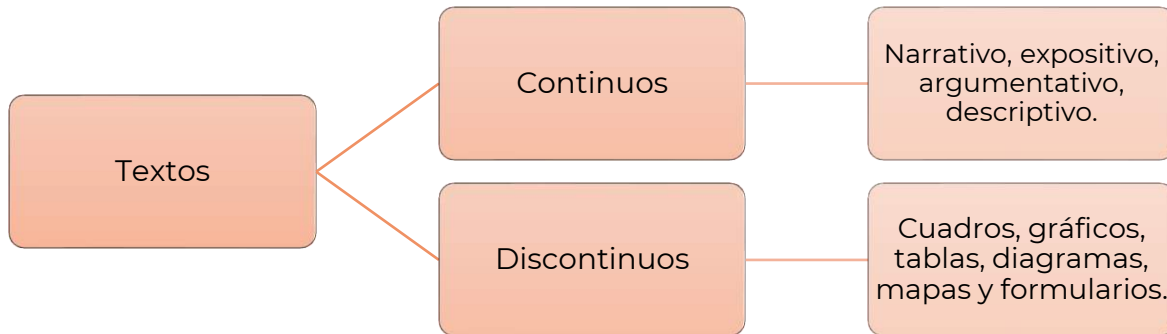 Textos
Continuos
Narrativo, expositivo,
argumentativo,
descriptivo.
Discontinuos
Cuadros, gráficos,
tablas, diagramas,
mapas y formularios.